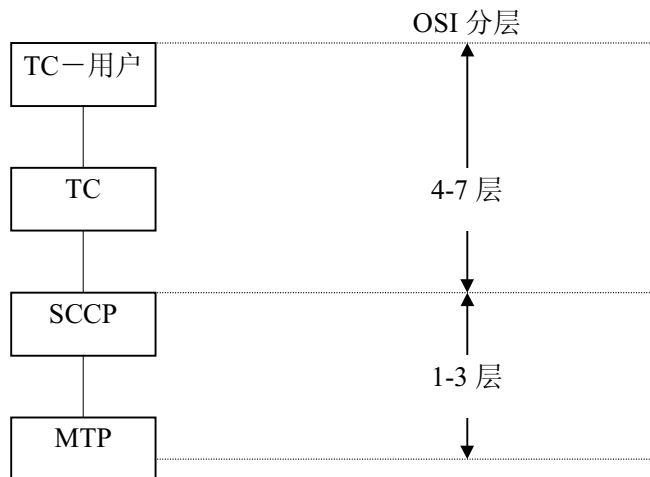 OSI 分层
TC－用户
TC
4-7 层
SCCP
1-3 层
MTP